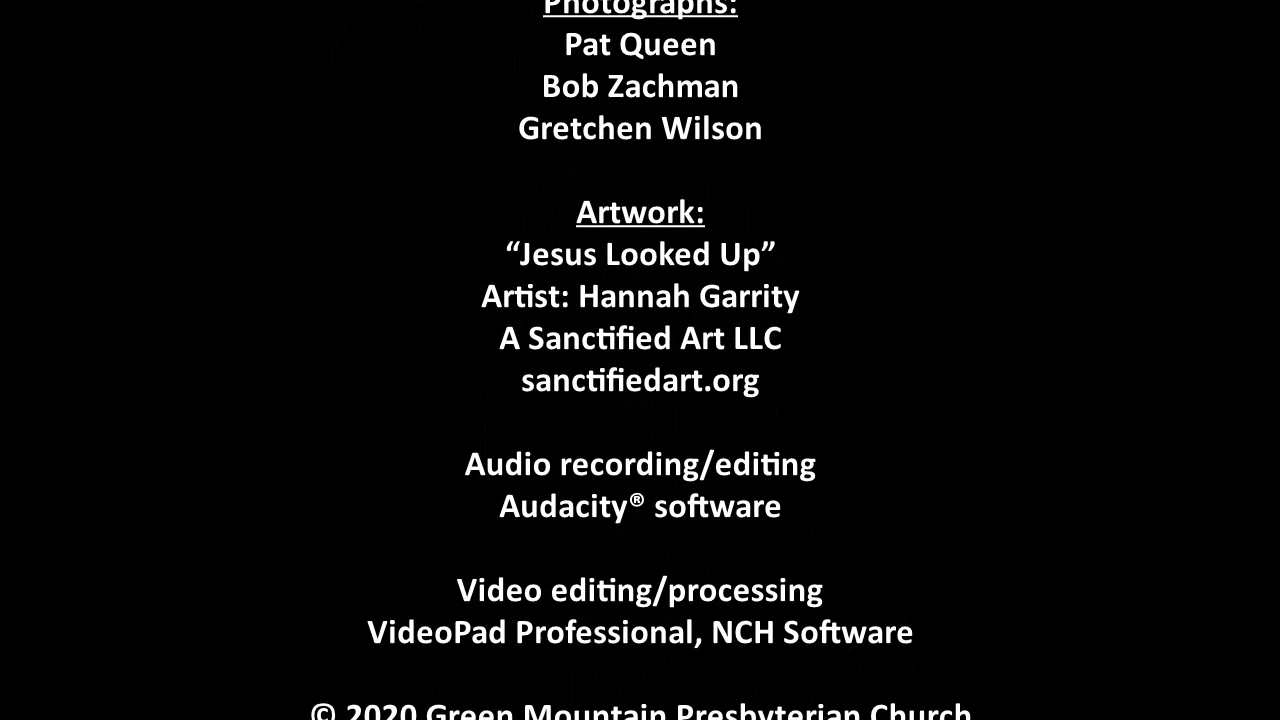 Photographs:
Pat Queen
Bob Zachman
Gretchen Wilson
Artwork:
“Jesus Looked Up”
Artist: Hannah Garrity
A Sanctified Art LLC
sanctifiedart.org
Audio recording/editing
Audacity® software
Video editing/processing
VideoPad Professional, NCH Software
© 2020 Green Mountain Presbyterian Church